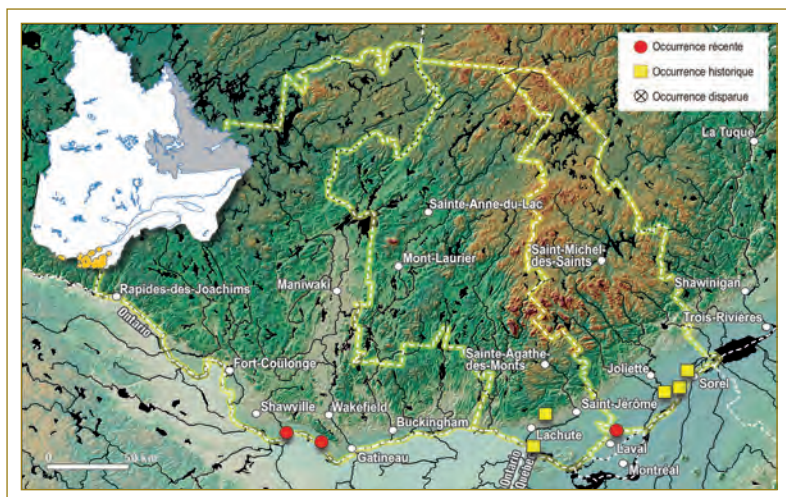 Occurrence récente
Occurrence historique
Occurrence disparue
La Tuque
Sainte-Anne-du-Lac
Saint-Michel-
des-Saints
Mont-Laurier
Maniwaki
Rapides-des-Joachims
Shawinigan
Ontario
Trois-Rivières
Fort-Coulonge
Sainte-Agathe-
des-Monts
Joliette
Sorel
Shawville
Wakefield
Saint-Jérôme
Buckingham
Lachute
Gatineau
Laval
Montréal
Ontario
Québec
0 50 km